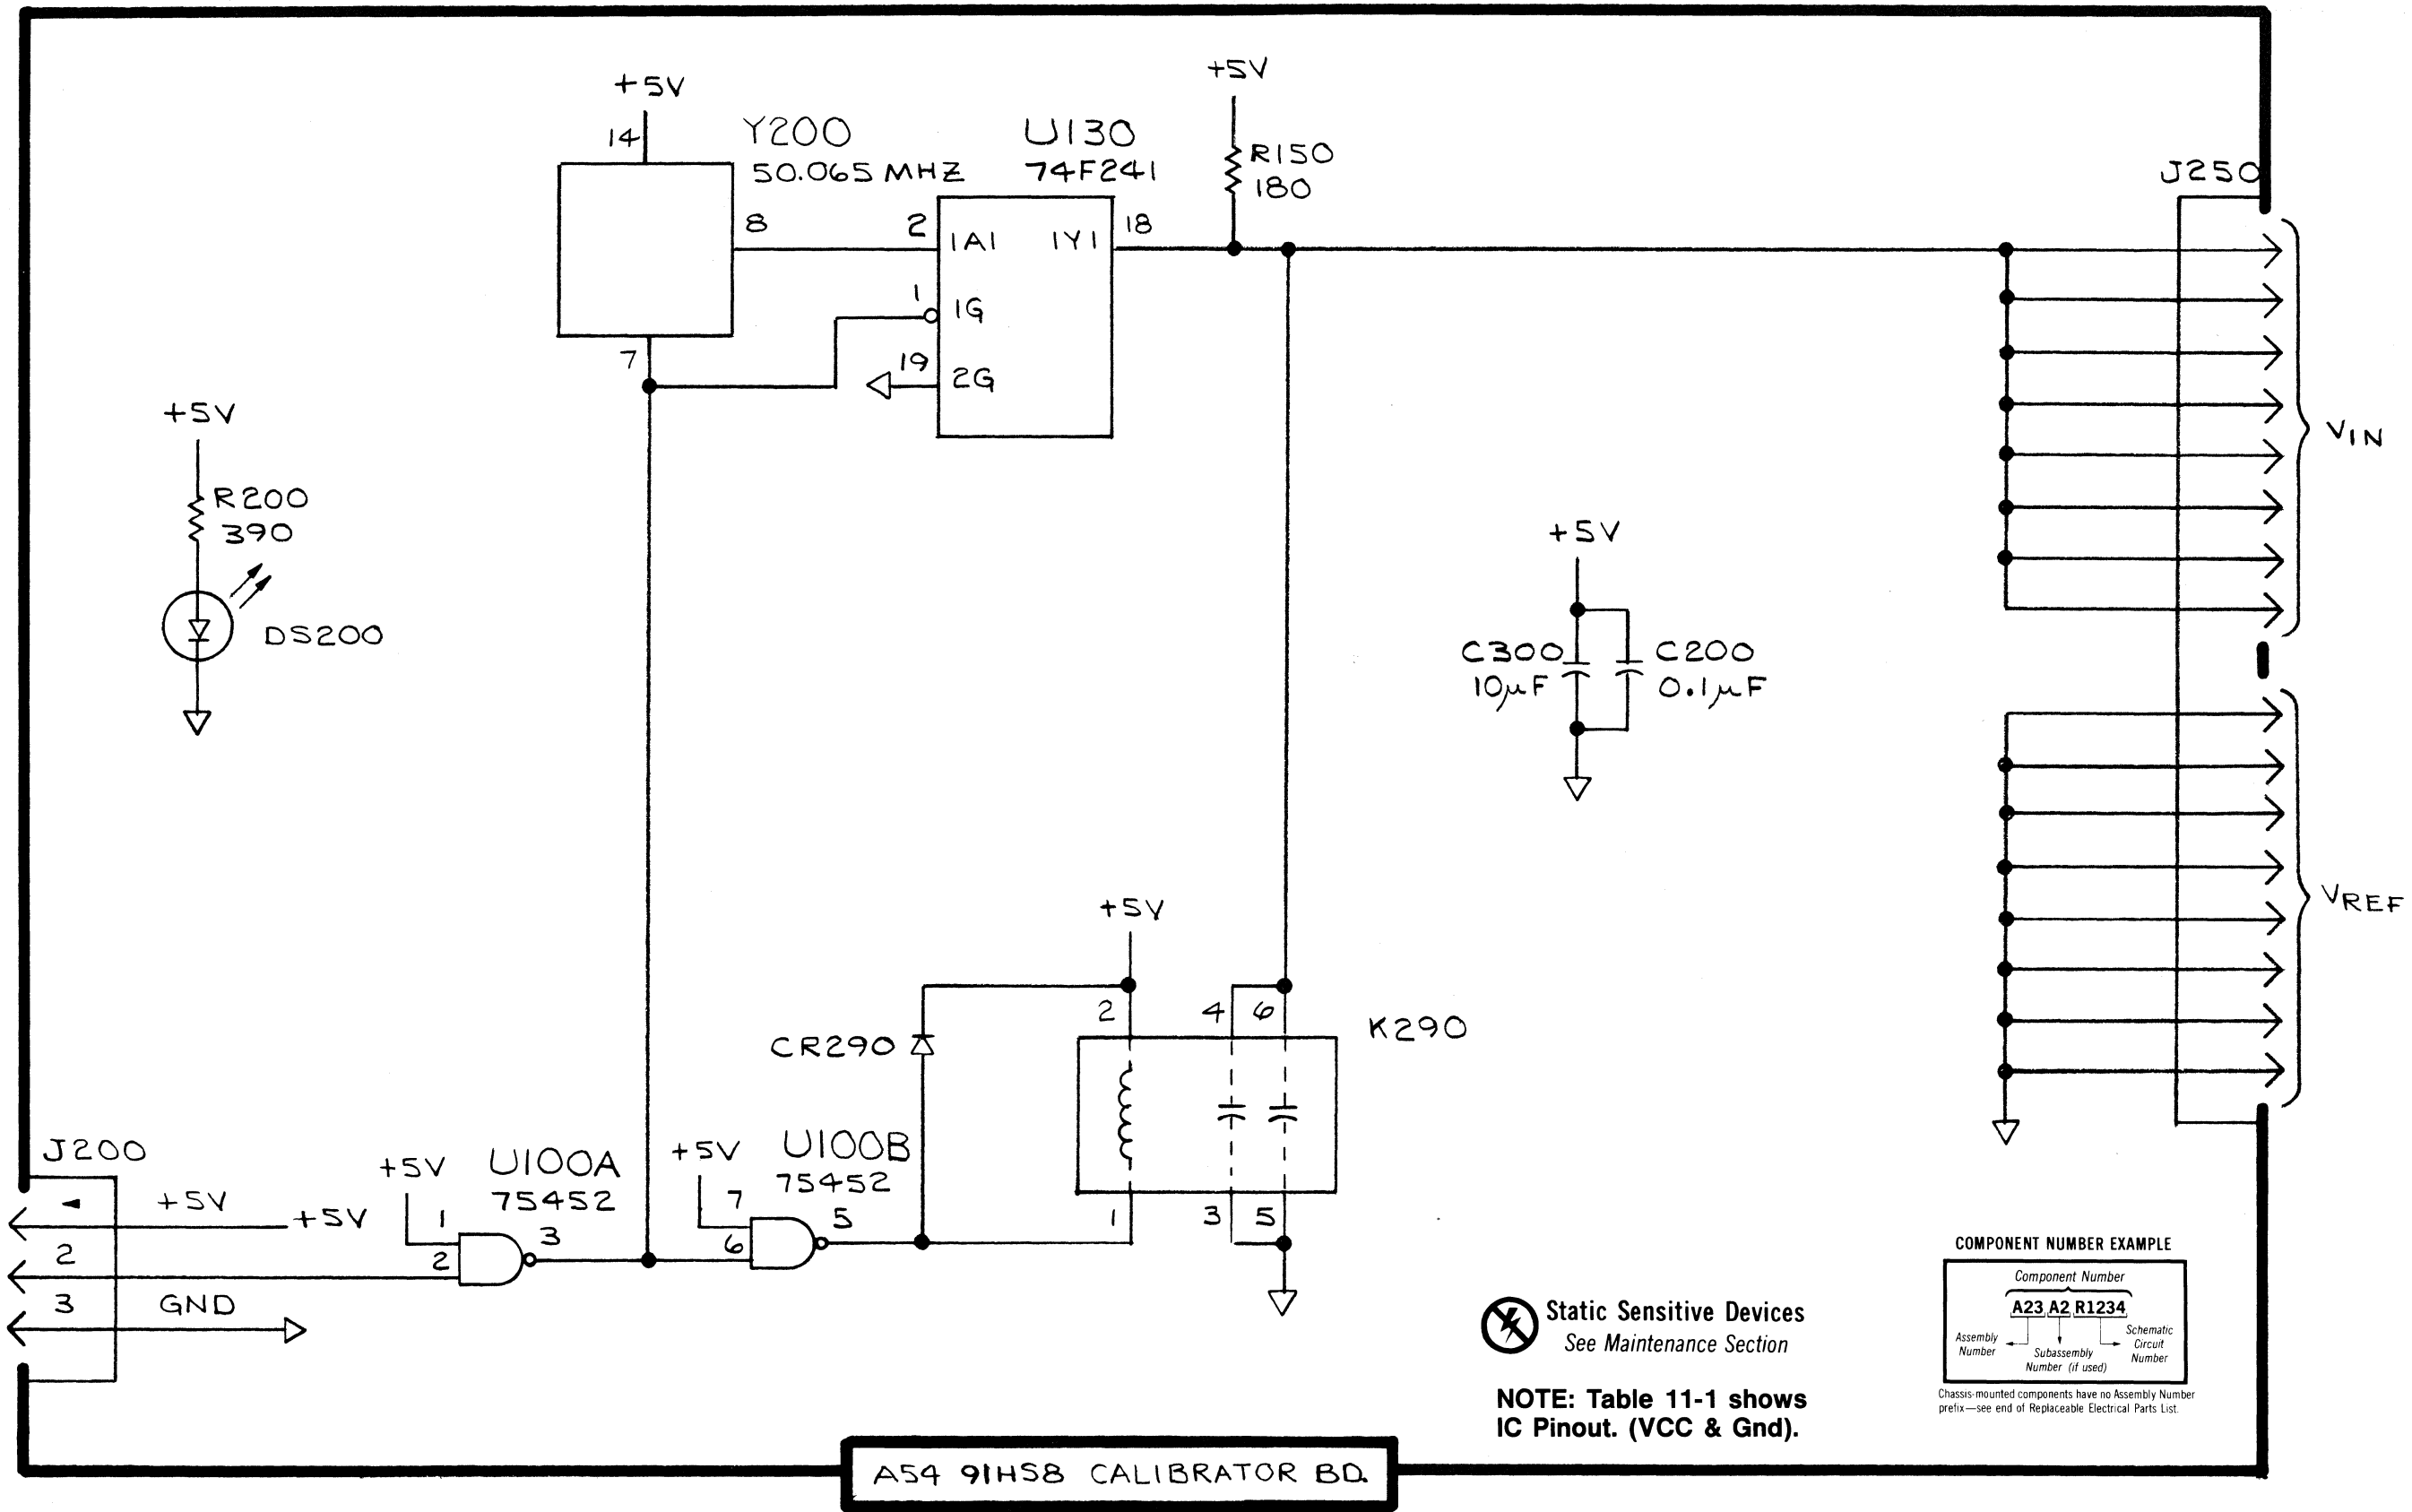 +5V
14
Y200
50.065 MHZ
8
7
U130
74F241
2
1A1
1Y1
18
1
1G
19
2G
+5V
R150
180
J250
VIN
+5V
R200
390
DS200
+5V
C300
10µF
C200
0.1µF
VREF
+5V
2
4
6
K290
CR290
1
3
5
J200
+5V
2
3
GND
+5V
+5V
U100A
75452
1
2
3
+5V
U100B
75452
7
6
5
Static Sensitive Devices
See Maintenance Section
NOTE: Table 11-1 shows
IC Pinout. (VCC & Gnd).
COMPONENT NUMBER EXAMPLE
Component Number
A23 A2 R1234
Assembly
Number
Subassembly
Number (if used)
Schematic
Circuit
Number
Chassis-mounted components have no Assembly Number
prefix—see end of Replaceable Electrical Parts List.
A54 91HS8 CALIBRATOR BD.